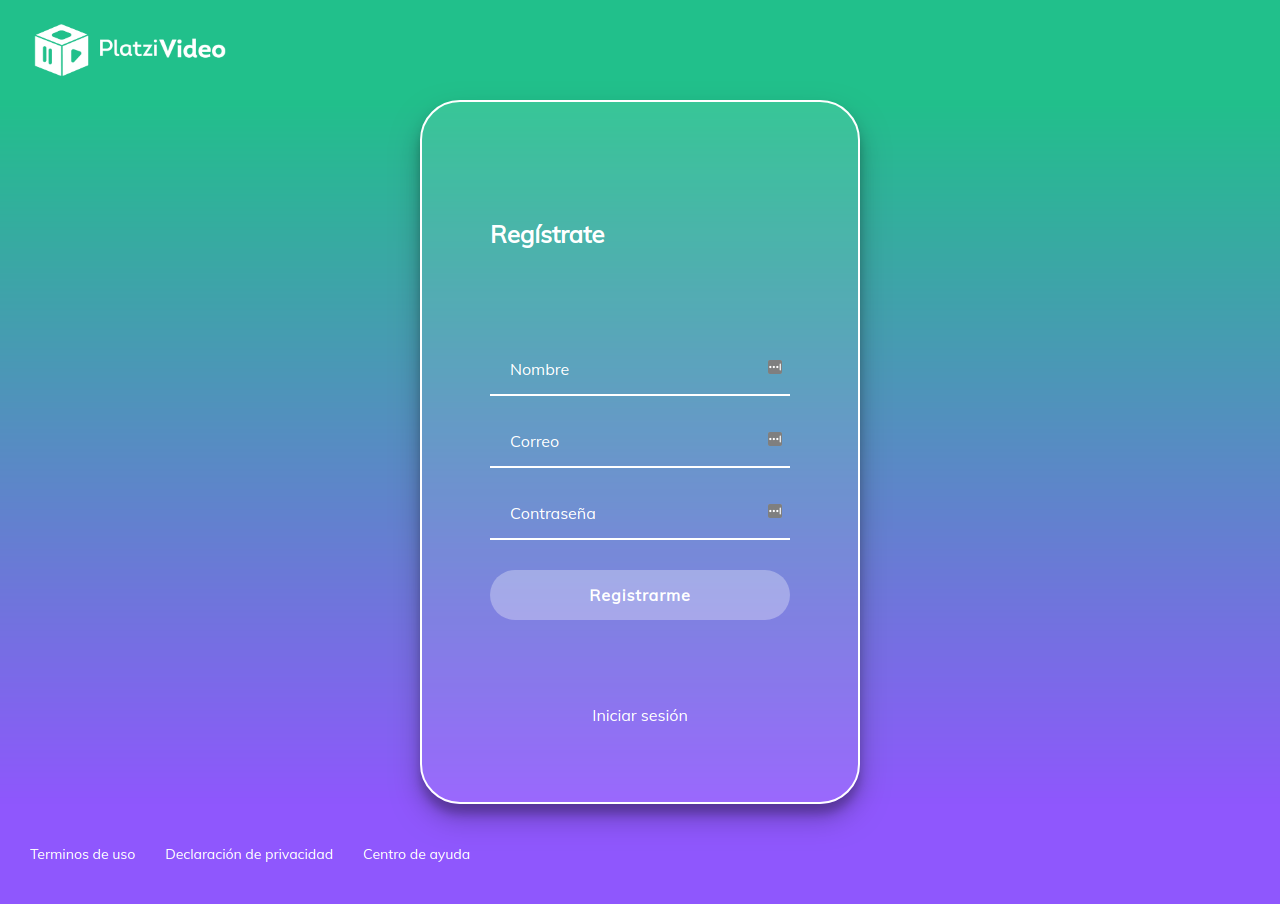 PlatziVideo
Regístrate
Nombre
Correo
Contraseña
Registrarme
Iniciar sesión
Terminos de uso
Declaración de privacidad
Centro de ayuda